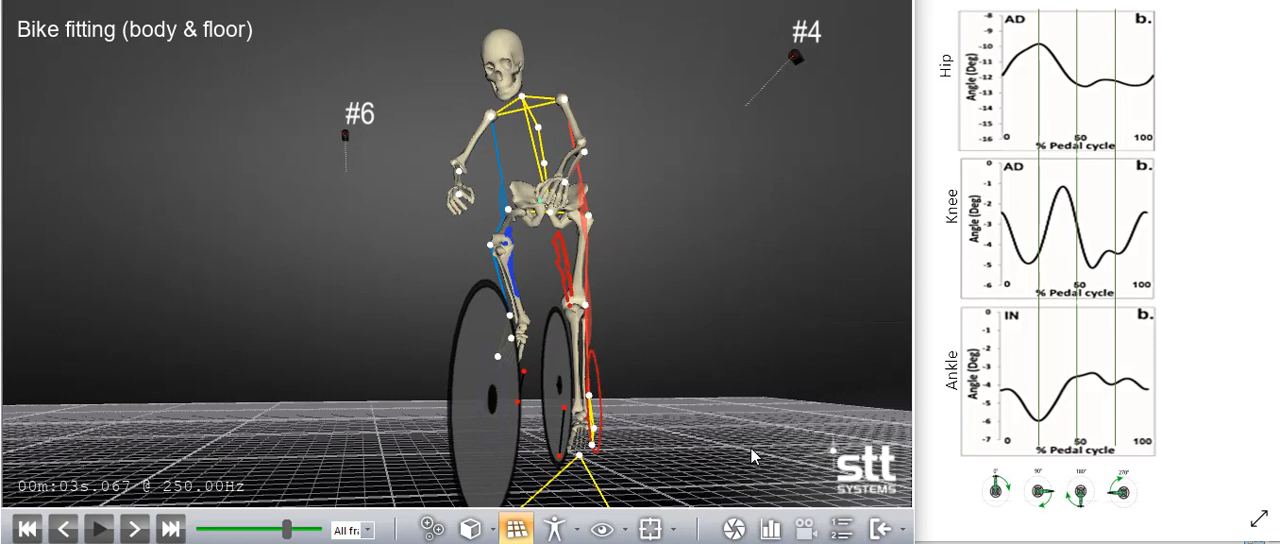 Bike fitting (body & floor)
#4
#6
00m:03s.067 @ 250.00Hz
stt
SYSTEMS
All fra
Hip
Angle (Deg)
AD
b.
-8
-9
-10
-11
-12
-13
-14
-15
-16
0
50
100
% Pedal cycle
Knee
Angle (Deg)
AD
b.
0
-1
-2
-3
-4
-5
-6
0
50
100
% Pedal cycle
Ankle
Angle (Deg)
IN
b.
0
-1
-2
-3
-4
-5
-6
-7
0
50
100
% Pedal cycle
0°
90°
180°
270°